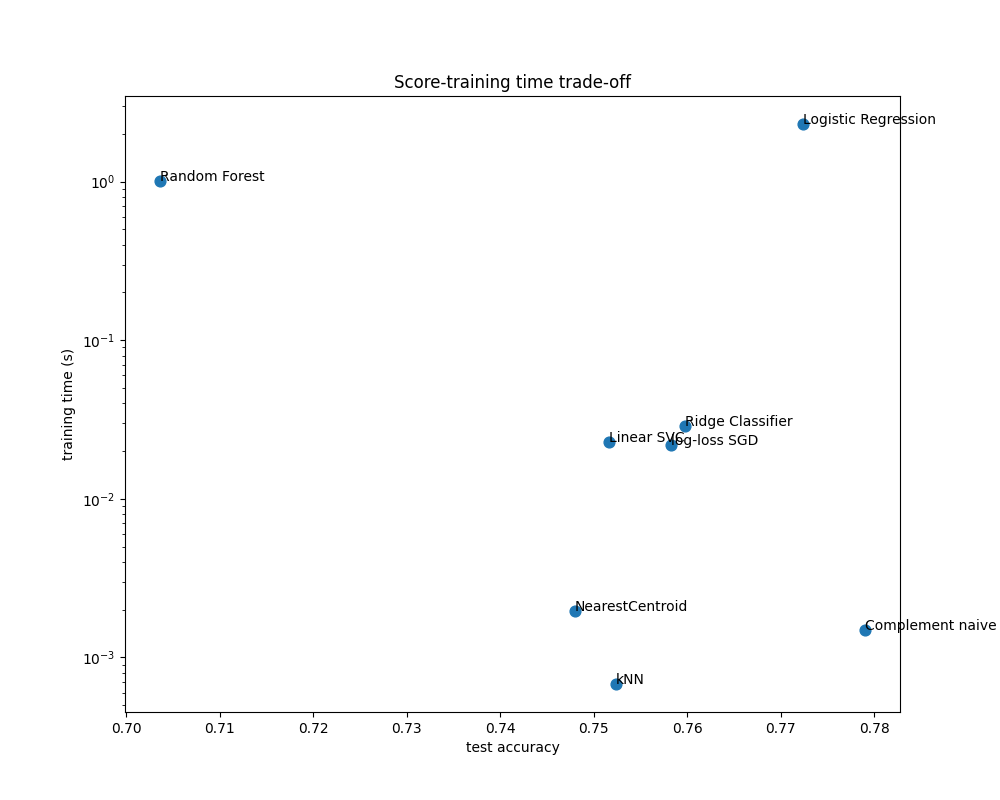 Score-training time trade-off
Logistic Regression
Random Forest
Ridge Classifier
Linear SVC
log-loss SGD
NearestCentroid
Complement naive
kNN
10⁰
10⁻¹
10⁻²
10⁻³
training time (s)
0.70 0.71 0.72 0.73 0.74 0.75 0.76 0.77 0.78
test accuracy